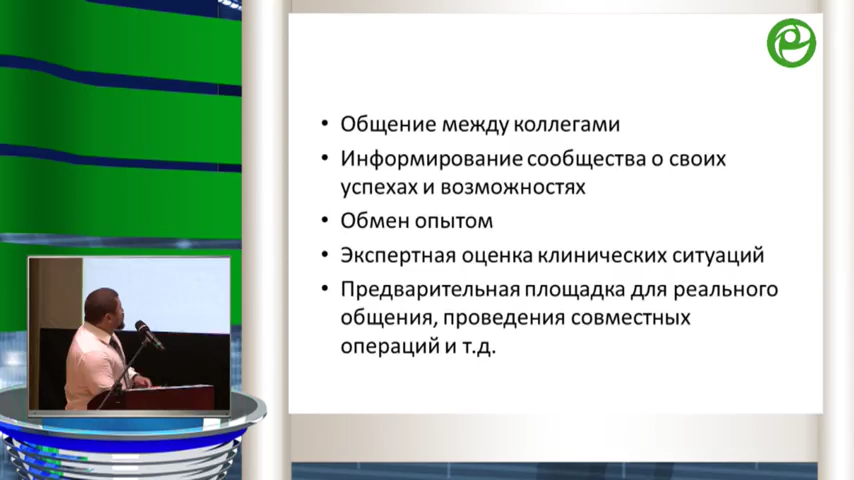 • Общение между коллегами
• Информирование сообщества о своих
успехах и возможностях
• Обмен опытом
• Экспертная оценка клинических ситуаций
• Предварительная площадка для реального
общения, проведения совместных
операций и т.д.